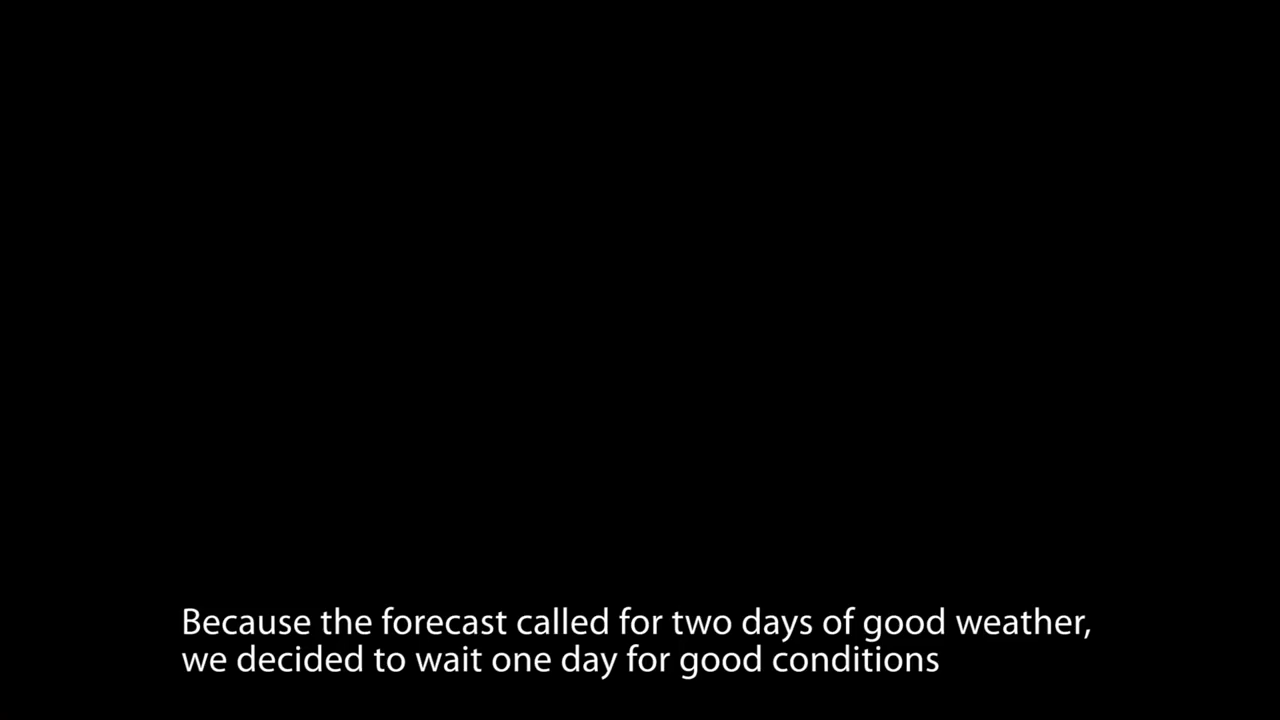 Because the forecast called for two days of good weather,
we decided to wait one day for good conditions